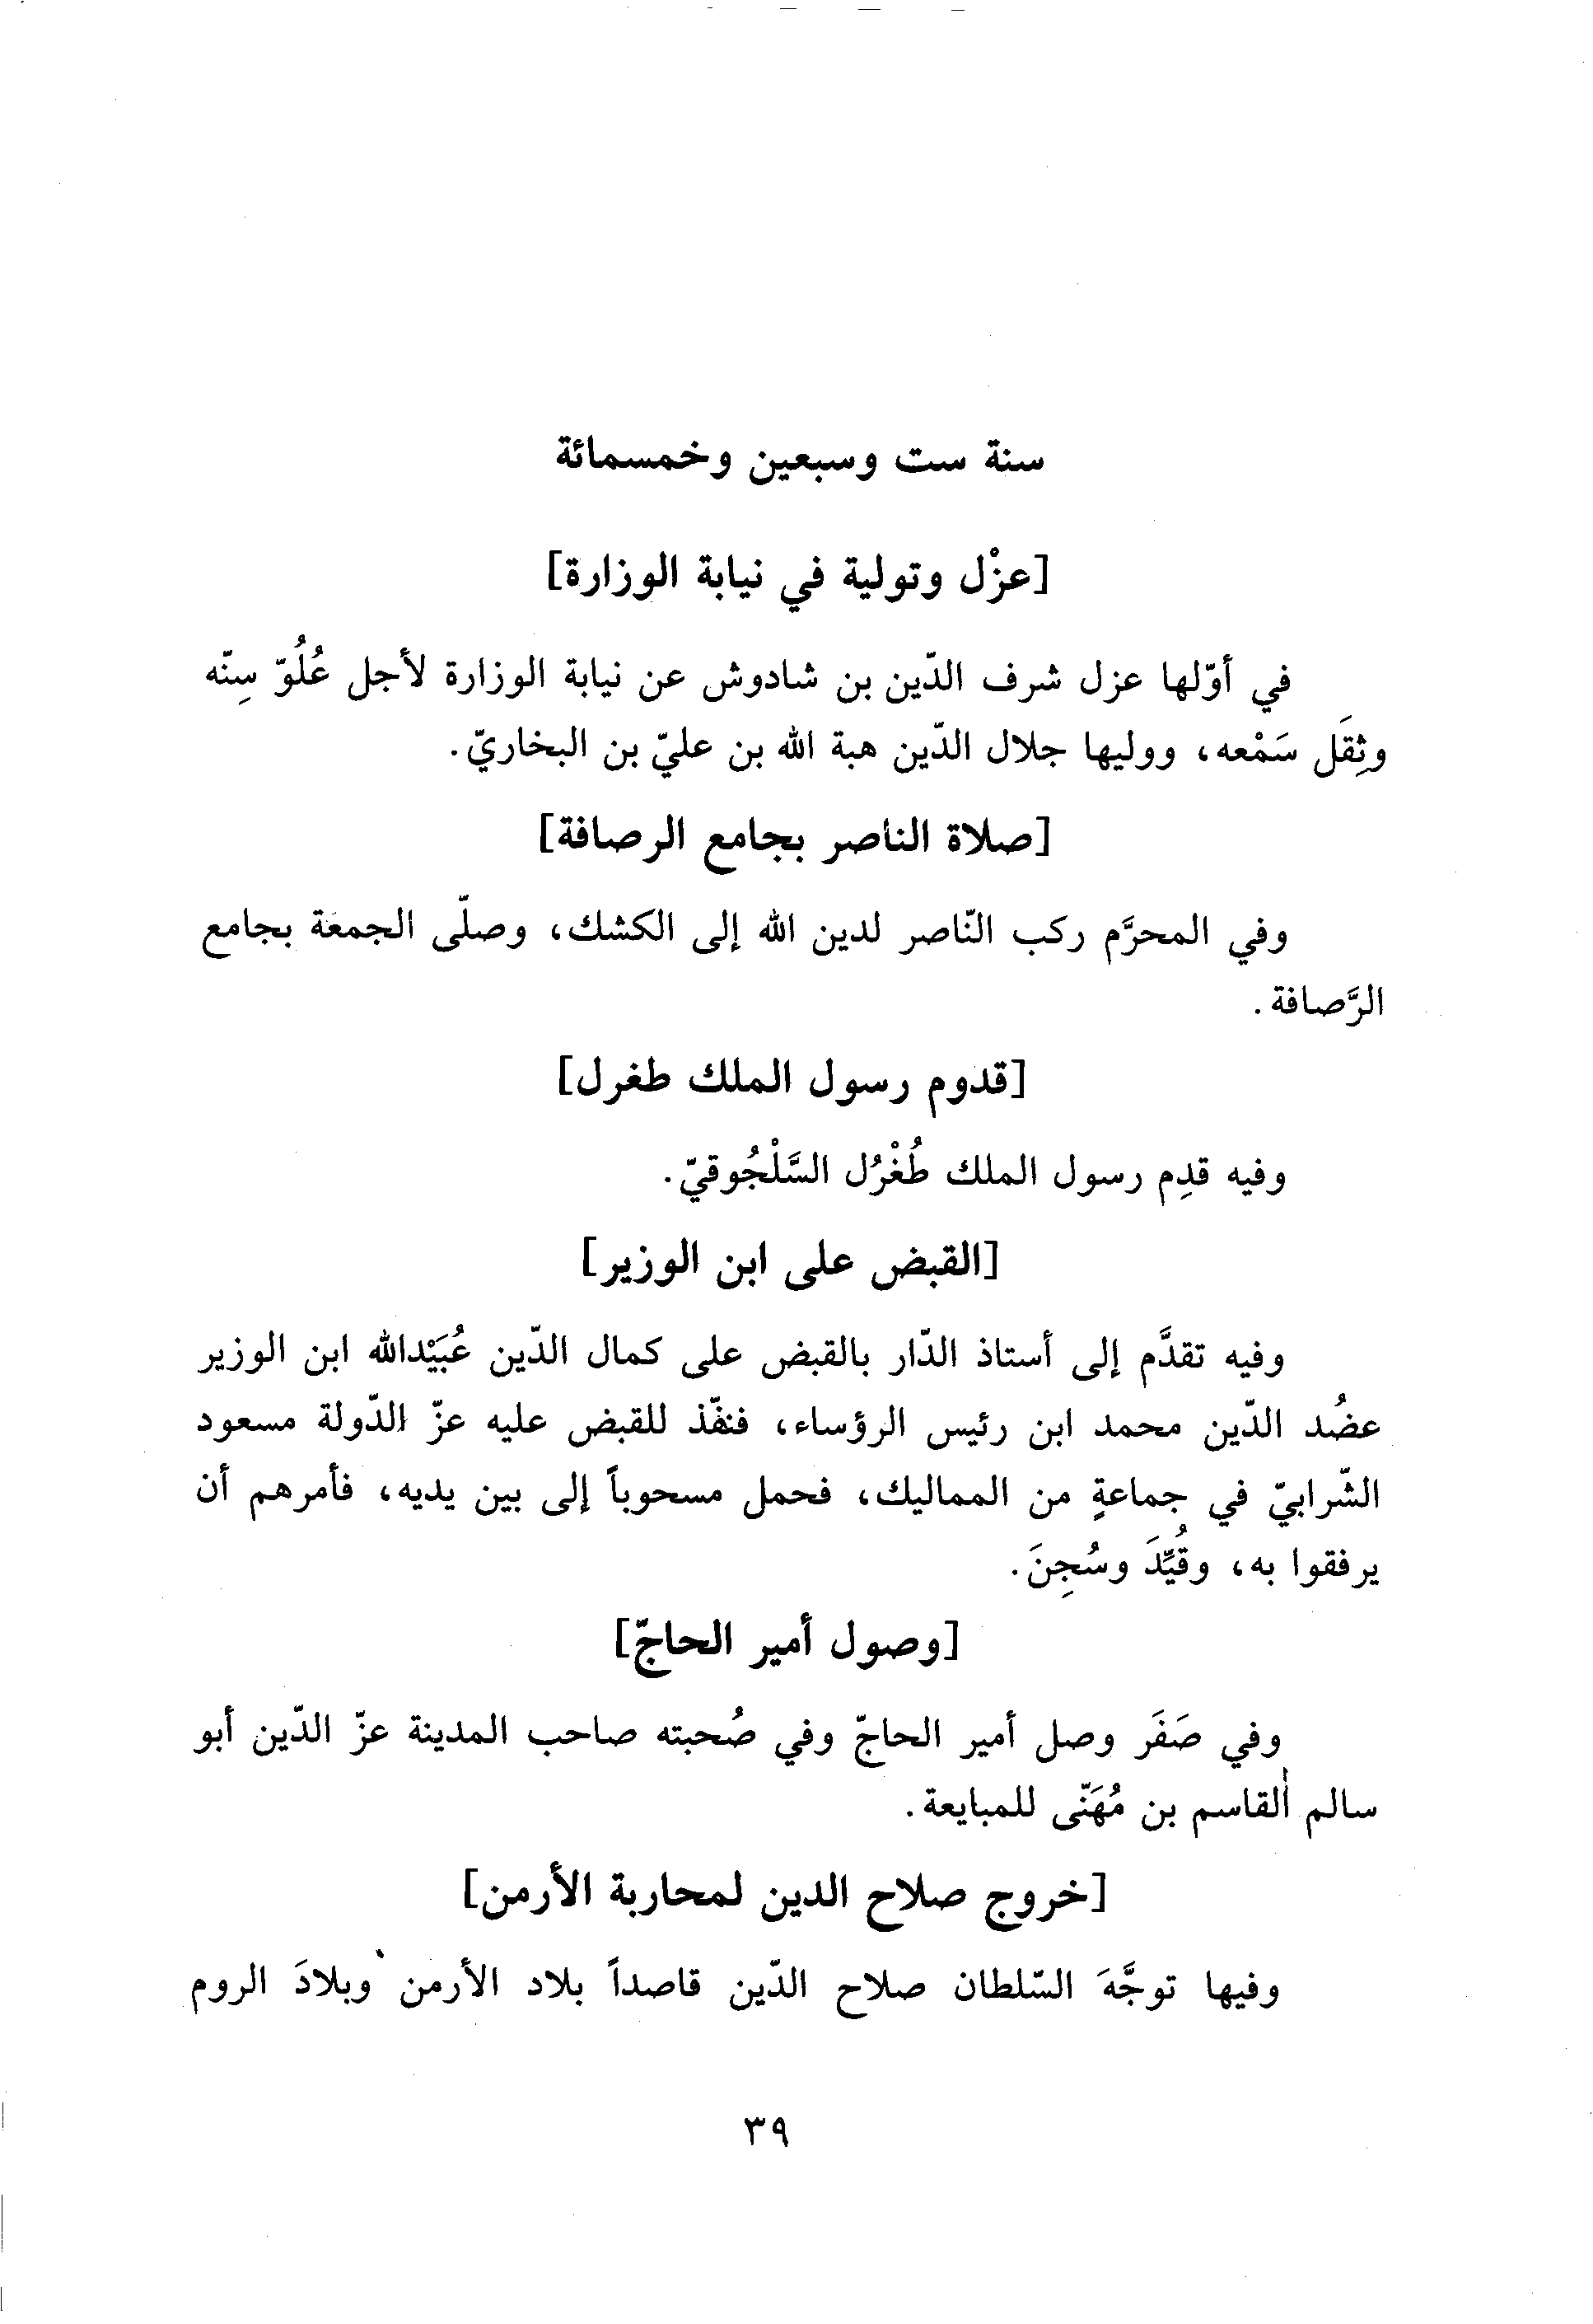 سنة ست وسبعين وخمسمائة
[عزْل وتولية في نيابة الوزارة]
في أوّلها عزل شرف الدّين بن شادوش عن نيابة الوزارة لأجل عُلُوّ سِنّه
وثِقَل سَمْعه، ووليها جلال الدّين هبة الله بن عليّ بن البخاريّ.
[صلاة الناصر بجامع الرصافة]
وفي المحرَّم ركب النّاصر لدين الله إلى الكشك، وصلّى الجمعة بجامع
الرَّصافة.
[قدوم رسول الملك طغرل]
وفيه قدِم رسول الملك طُغْرُل السَّلْجُوقيّ.
[القبض على ابن الوزير]
وفيه تقدَّم إلى أستاذ الدّار بالقبض على كمال الدّين عُبَيْدالله ابن الوزير
عضُد الدّين محمد ابن رئيس الرؤساء، فنفّذ للقبض عليه عزّ الدّولة مسعود
الشّرابيّ في جماعةٍ من المماليك، فحمل مسحوباً إلى بين يديه، فأمرهم أن
يرفقوا به، وقُيِّدَ وسُجِنَ.
[وصول أمير الحاجّ]
وفي صَفَر وصل أمير الحاجّ وفي صُحبته صاحب المدينة عزّ الدّين أبو
سالم القاسم بن مُهَنّى للمبايعة.
[خروج صلاح الدين لمحاربة الأرمن]
وفيها توجَّهَ السّلطان صلاح الدّين قاصداً بلاد الأرمن وبلادَ الروم
٣٩